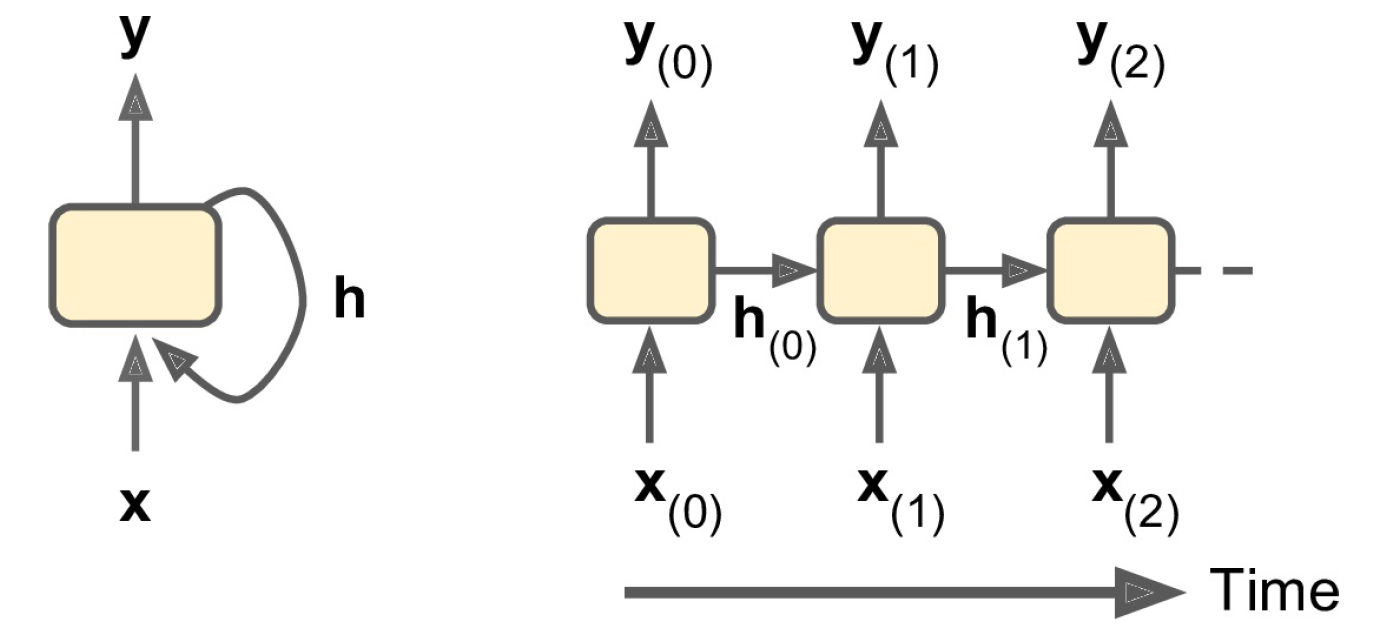 y
y(0) y(1) y(2)
h
h(0) h(1)
x
x(0) x(1) x(2)
Time